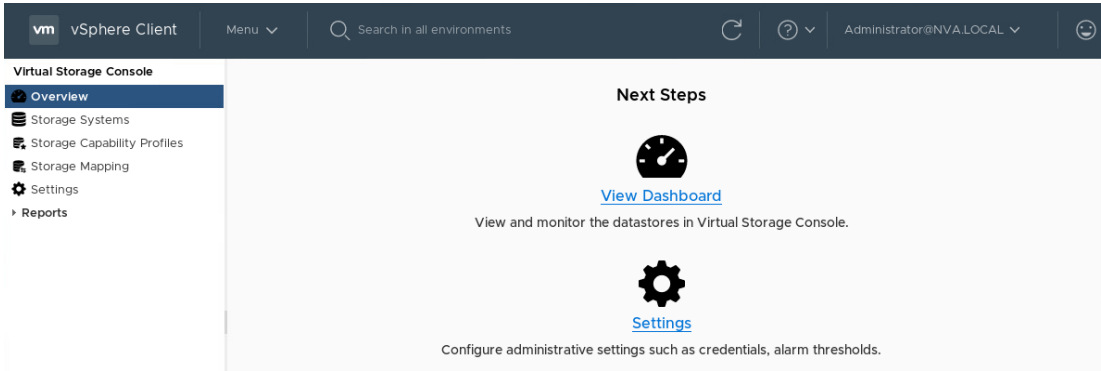 vm vSphere Client Menu Search in all environments Administrator@NVA.LOCAL
Virtual Storage Console
Overview
Storage Systems
Storage Capability Profiles
Storage Mapping
Settings
Reports
Next Steps
View Dashboard
View and monitor the datastores in Virtual Storage Console.
Settings
Configure administrative settings such as credentials, alarm thresholds.